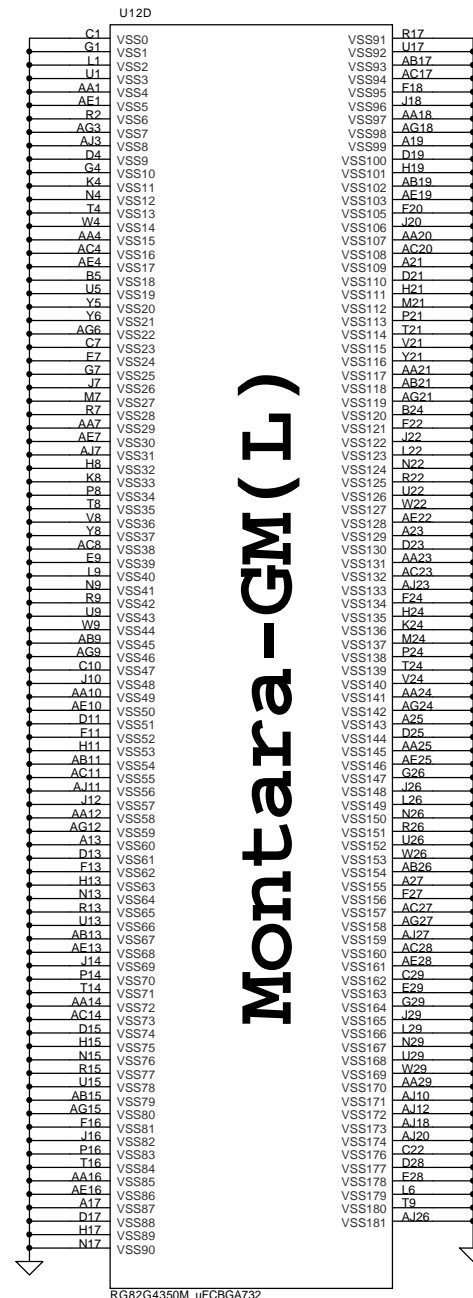 U12D
C1 VSS0 VSS91 R17
G1 VSS1 VSS92 U17
L1 VSS2 VSS93 AB17
U1 VSS3 VSS94 AC17
AA1 VSS4 VSS95 F18
AE1 VSS5 VSS96 J18
R2 VSS6 VSS97 AA18
AG3 VSS7 VSS98 AG18
AJ3 VSS8 VSS99 A19
D4 VSS9 VSS100 D19
G4 VSS10 VSS101 H19
K4 VSS11 VSS102 AB19
N4 VSS12 VSS103 AE19
T4 VSS13 VSS105 F20
W4 VSS14 VSS106 J20
AA4 VSS15 VSS107 AA20
AC4 VSS16 VSS108 AC20
AE4 VSS17 VSS109 A21
B5 VSS18 VSS110 D21
U5 VSS19 VSS111 H21
Y5 VSS20 VSS112 M21
Y6 VSS21 VSS113 P21
AG6 VSS22 VSS114 T21
C7 VSS23 VSS115 V21
E7 VSS24 VSS116 Y21
G7 VSS25 VSS117 AA21
J7 VSS26 VSS118 AB21
M7 VSS27 VSS119 AG21
R7 VSS28 VSS120 B24
AA7 VSS29 VSS121 F22
AE7 VSS30 VSS122 J22
AJ7 VSS31 VSS123 L22
H8 VSS32 VSS124 N22
K8 VSS33 VSS125 R22
P8 VSS34 VSS126 U22
T8 VSS35 VSS127 W22
V8 VSS36 VSS128 AE22
Y8 VSS37 VSS129 A23
AC8 VSS38 VSS130 D23
E9 VSS39 VSS131 AA23
L9 VSS40 VSS132 AC23
N9 VSS41 VSS133 AJ23
R9 VSS42 VSS134 F24
U9 VSS43 VSS135 H24
W9 VSS44 VSS136 K24
AB9 VSS45 VSS137 M24
AG9 VSS46 VSS138 P24
C10 VSS47 VSS139 T24
J10 VSS48 VSS140 V24
AA10 VSS49 VSS141 AA24
AE10 VSS50 VSS142 AG24
D11 VSS51 VSS143 A25
F11 VSS52 VSS144 D25
H11 VSS53 VSS145 AA25
AB11 VSS54 VSS146 AE25
AC11 VSS55 VSS147 G26
AJ11 VSS56 VSS148 J26
J12 VSS57 VSS149 L26
AA12 VSS58 VSS150 N26
AG12 VSS59 VSS151 R26
A13 VSS60 VSS152 U26
D13 VSS61 VSS153 W26
F13 VSS62 VSS154 AB26
H13 VSS63 VSS155 A27
N13 VSS64 VSS156 F27
R13 VSS65 VSS157 AC27
U13 VSS66 VSS158 AG27
AB13 VSS67 VSS159 AJ27
AE13 VSS68 VSS160 AC28
J14 VSS69 VSS161 AE28
P14 VSS70 VSS162 C29
T14 VSS71 VSS163 E29
AA14 VSS72 VSS164 G29
AC14 VSS73 VSS165 J29
D15 VSS74 VSS166 L29
H15 VSS75 VSS167 N29
N15 VSS76 VSS168 U29
R15 VSS77 VSS169 W29
U15 VSS78 VSS170 AA29
AB15 VSS79 VSS171 AJ10
AG15 VSS80 VSS172 AJ12
F16 VSS81 VSS173 AJ18
J16 VSS82 VSS174 AJ20
P16 VSS83 VSS176 C22
T16 VSS84 VSS177 D28
AA16 VSS85 VSS178 E28
AE16 VSS86 VSS179 L6
A17 VSS87 VSS180 T9
D17 VSS88 VSS181 AJ26
H17 VSS89
N17 VSS90
Montara-GM(L)
RG82G4350M_uFCBGA732